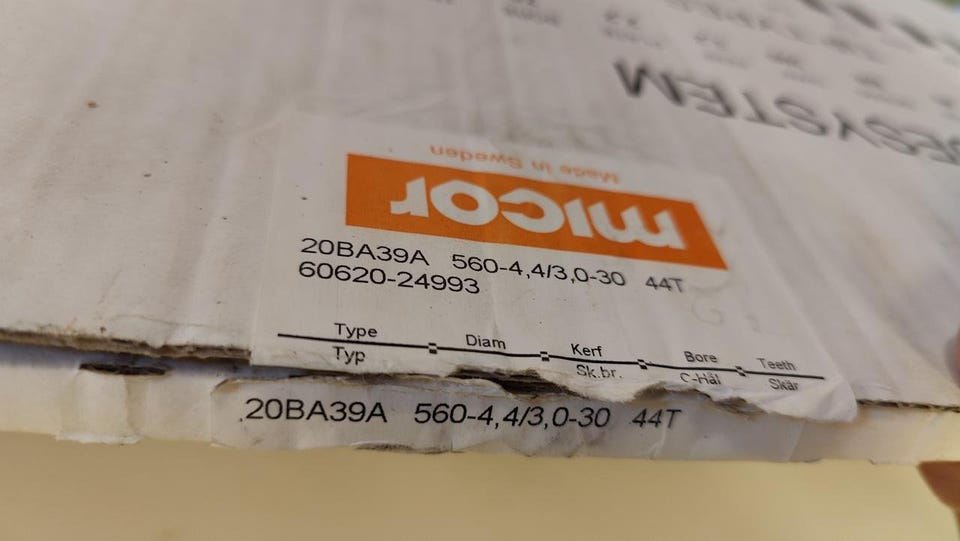 ESYSTEM
Made in Sweden
micor
20BA39A 560-4,4/3,0-30 44T
60620-24993
Type Diam Kerf Bore Teeth
Typ Sk.br. C-Hål Skär
20BA39A 560-4,4/3,0-30 44T